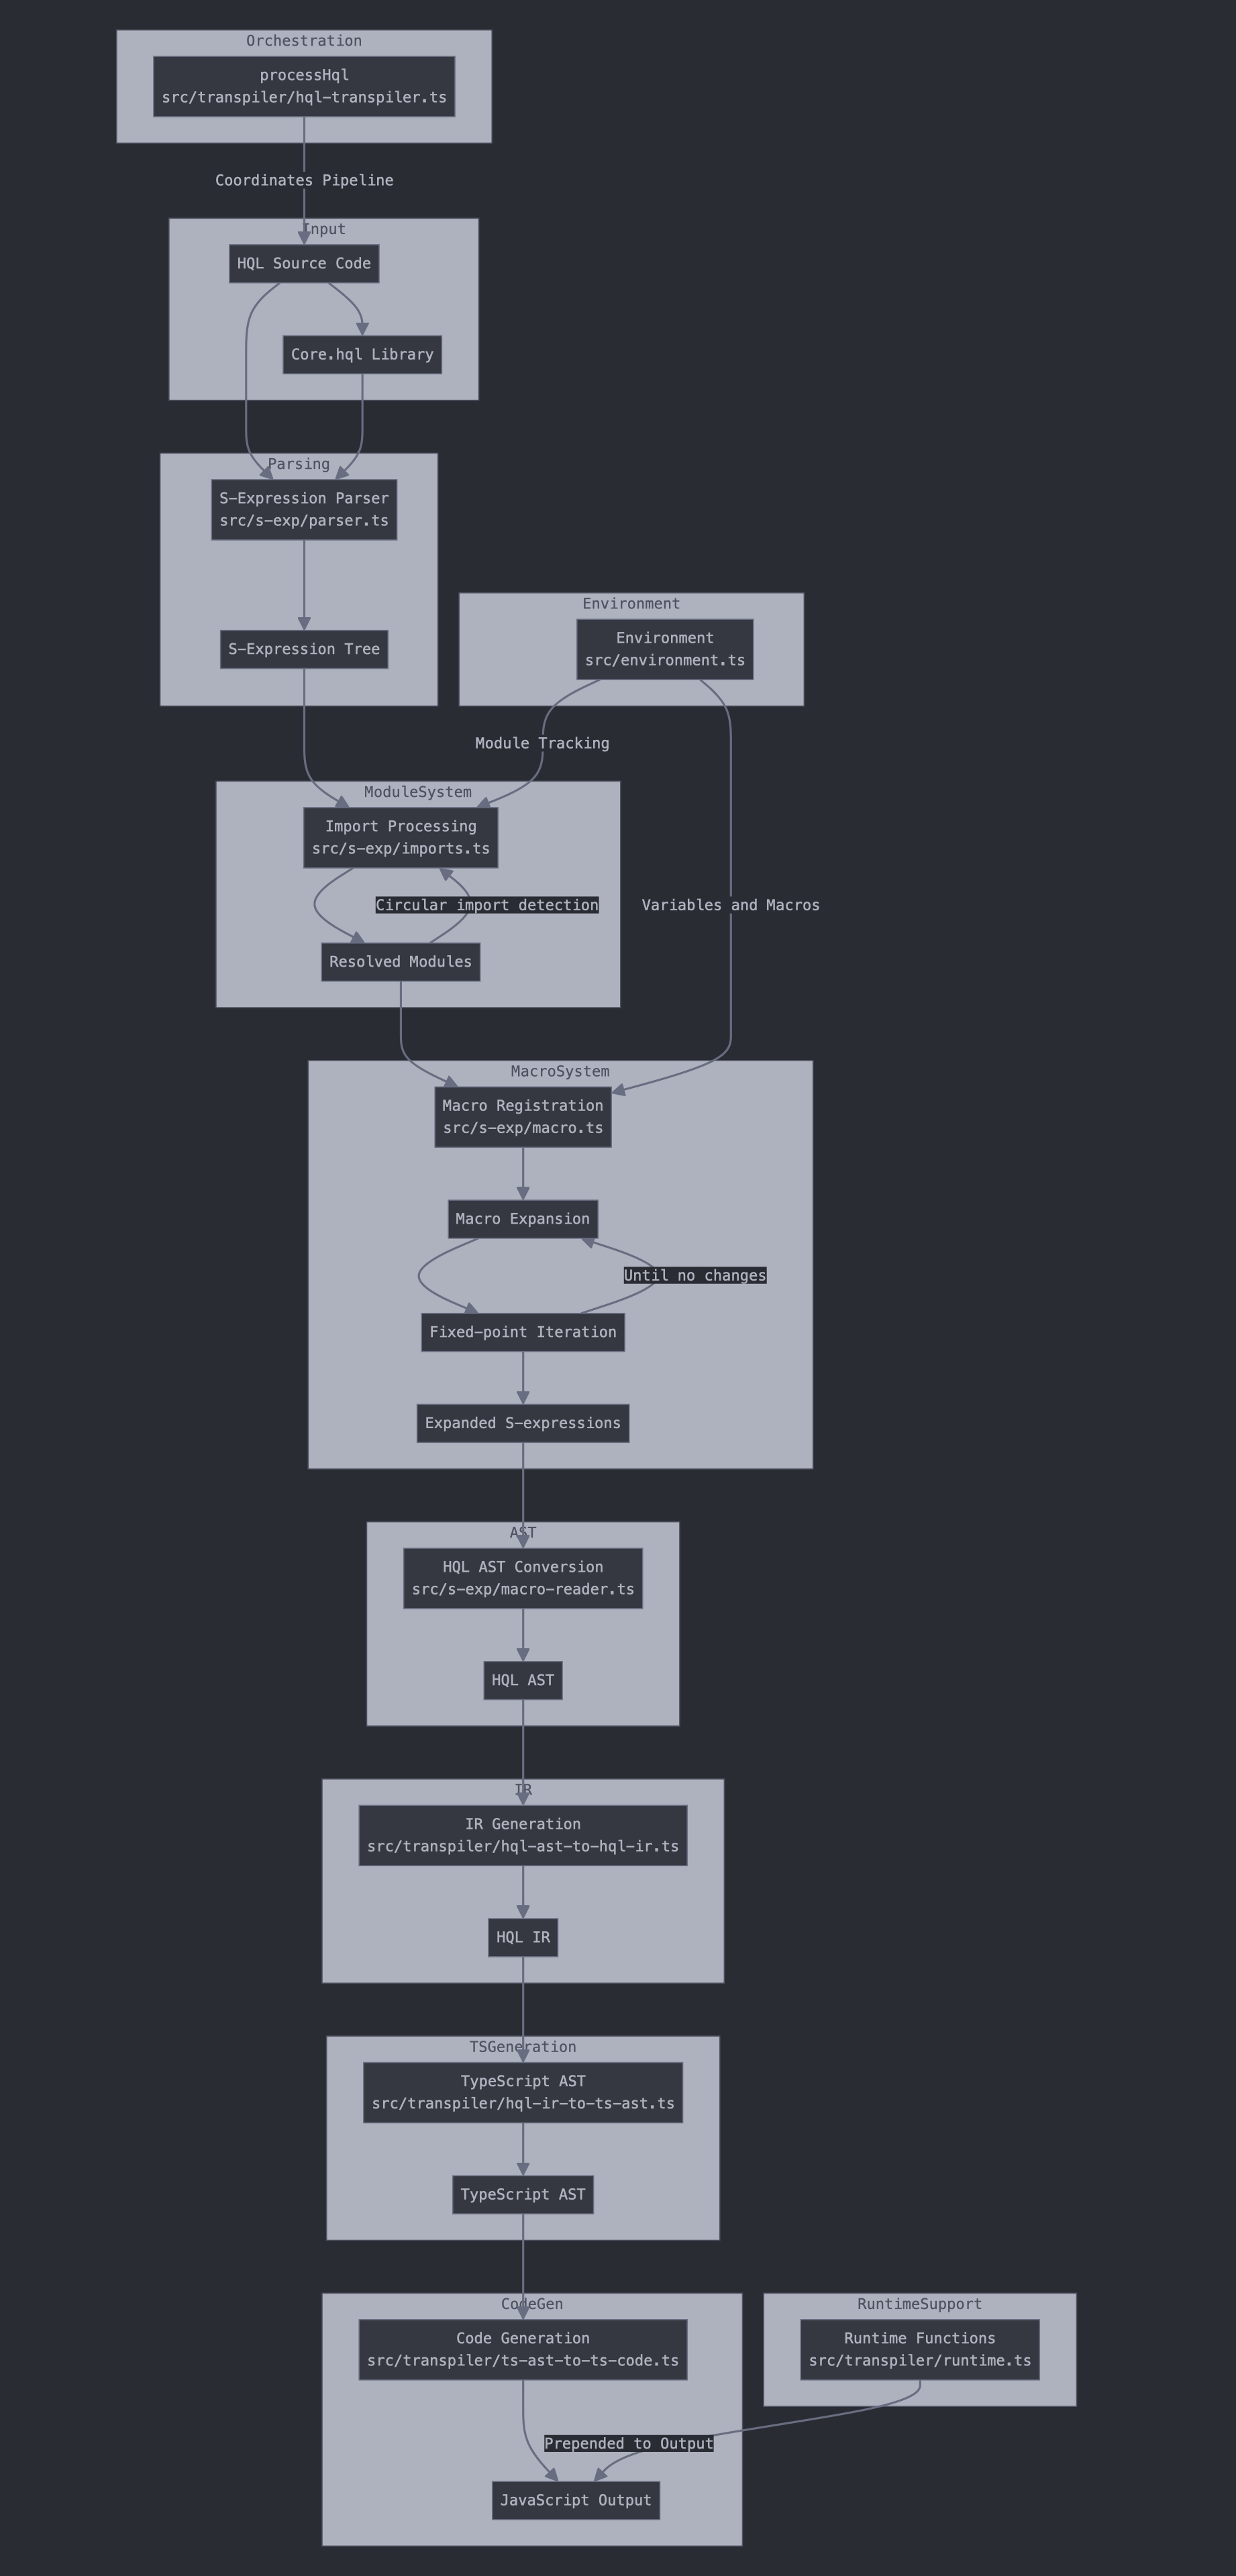 Orchestration
processHql
src/transpiler/hql-transpiler.ts
Coordinates Pipeline
Input
HQL Source Code
Core.hql Library
Parsing
S-Expression Parser
src/s-exp/parser.ts
S-Expression Tree
Environment
Environment
src/environment.ts
Module Tracking
ModuleSystem
Import Processing
src/s-exp/imports.ts
Circular import detection
Variables and Macros
Resolved Modules
MacroSystem
Macro Registration
src/s-exp/macro.ts
Macro Expansion
Until no changes
Fixed-point Iteration
Expanded S-expressions
AST
HQL AST Conversion
src/s-exp/macro-reader.ts
HQL AST
IR
IR Generation
src/transpiler/hql-ast-to-hql-ir.ts
HQL IR
TSGeneration
TypeScript AST
src/transpiler/hql-ir-to-ts-ast.ts
TypeScript AST
CodeGen
Code Generation
src/transpiler/ts-ast-to-ts-code.ts
RuntimeSupport
Runtime Functions
src/transpiler/runtime.ts
Prepended to Output
JavaScript Output